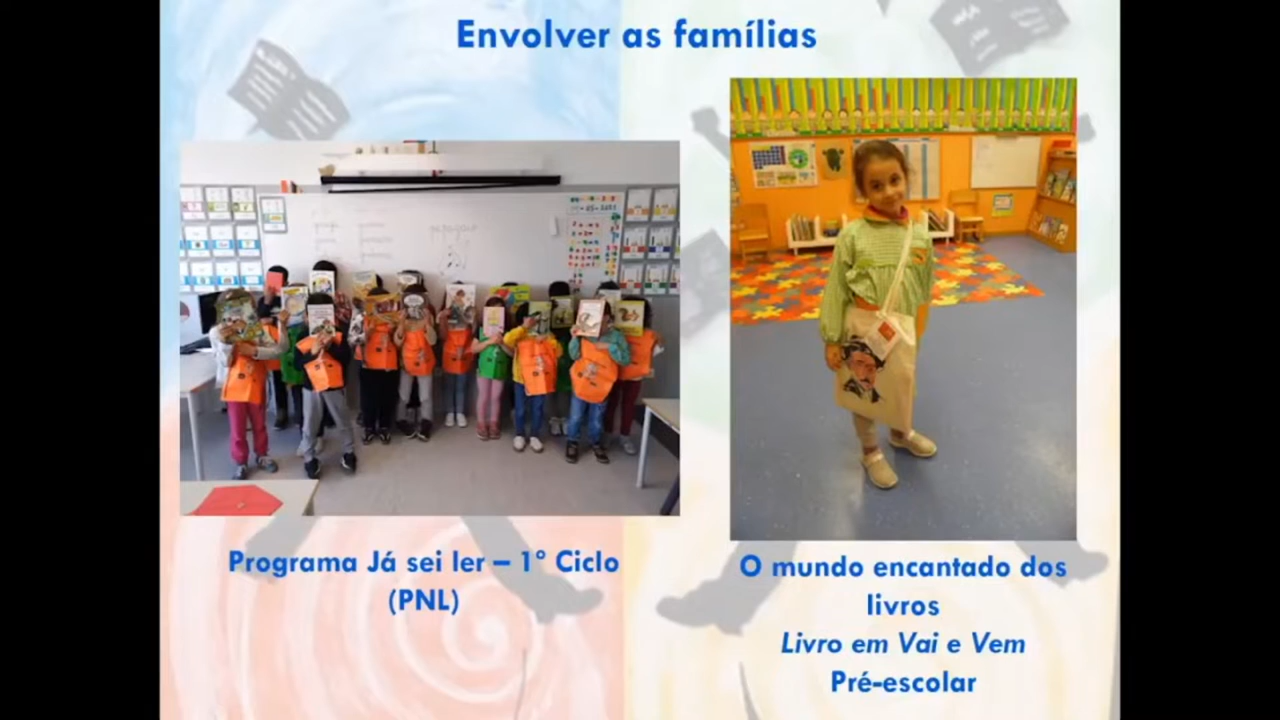 Envolver as famílias
Programa Já sei ler – 1º Ciclo
(PNL)
O mundo encantado dos
livros
Livro em Vai e Vem
Pré-escolar